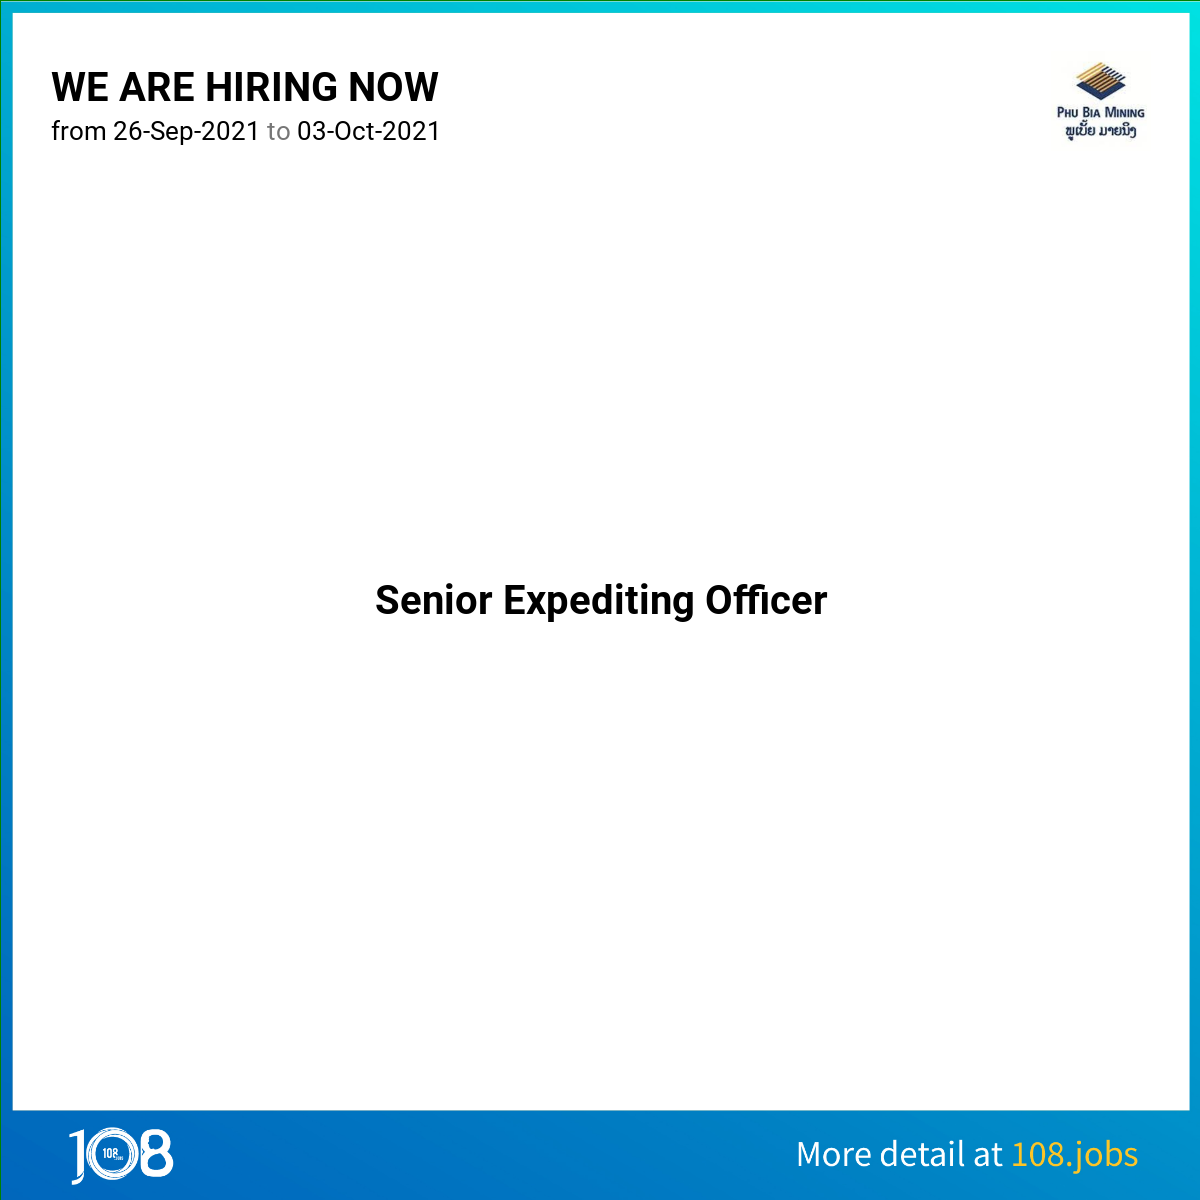 WE ARE HIRING NOW
from 26-Sep-2021 to 03-Oct-2021
PHU BIA MINING
ພູເບ້ຍ ມາຍນິງ
Senior Expediting Officer
108
108
More detail at 108.jobs